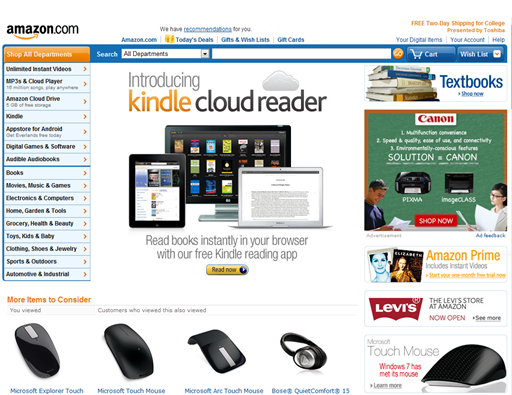 amazon.com
We have recommendations for you.
FREE Two-Day Shipping for College
Presented by Toshiba
Amazon.com
Today's Deals
Gifts & Wish Lists
Gift Cards
Your Digital Items
Your Account
Help
Shop All Departments
Search
All Departments
GO
Cart
Wish List
Unlimited Instant Videos
MP3s & Cloud Player
16 million songs, play anywhere
Amazon Cloud Drive
5 GB of free storage
Kindle
Appstore for Android
Get Everlands free today
Digital Games & Software
Audible Audiobooks
Books
Movies, Music & Games
Electronics & Computers
Home, Garden & Tools
Grocery, Health & Beauty
Toys, Kids & Baby
Clothing, Shoes & Jewelry
Sports & Outdoors
Automotive & Industrial
Introducing
kindle cloud reader
Read books instantly in your browser
with our free Kindle reading app
Read now
Textbooks
Shop now
Canon
1. Multifunction convenience
2. Speed & quality, ease of use, and connectivity
3. Environmentally-conscious features
SOLUTION = CANON
PIXMA
imageCLASS
SHOP NOW
Advertisement
Ad feedback
ELIZABETH
Amazon Prime
Includes Instant Videos
Start your one-month free trial now
LEVI'S
THE LEVI'S STORE
AT AMAZON
NOW OPEN
See more
Microsoft
Touch Mouse
Windows 7 has
met its mouse
Learn more
More Items to Consider
You viewed
Customers who viewed this also viewed
Microsoft Explorer Touch
Microsoft Touch Mouse
Microsoft Arc Touch Mouse
Bose® QuietComfort® 15